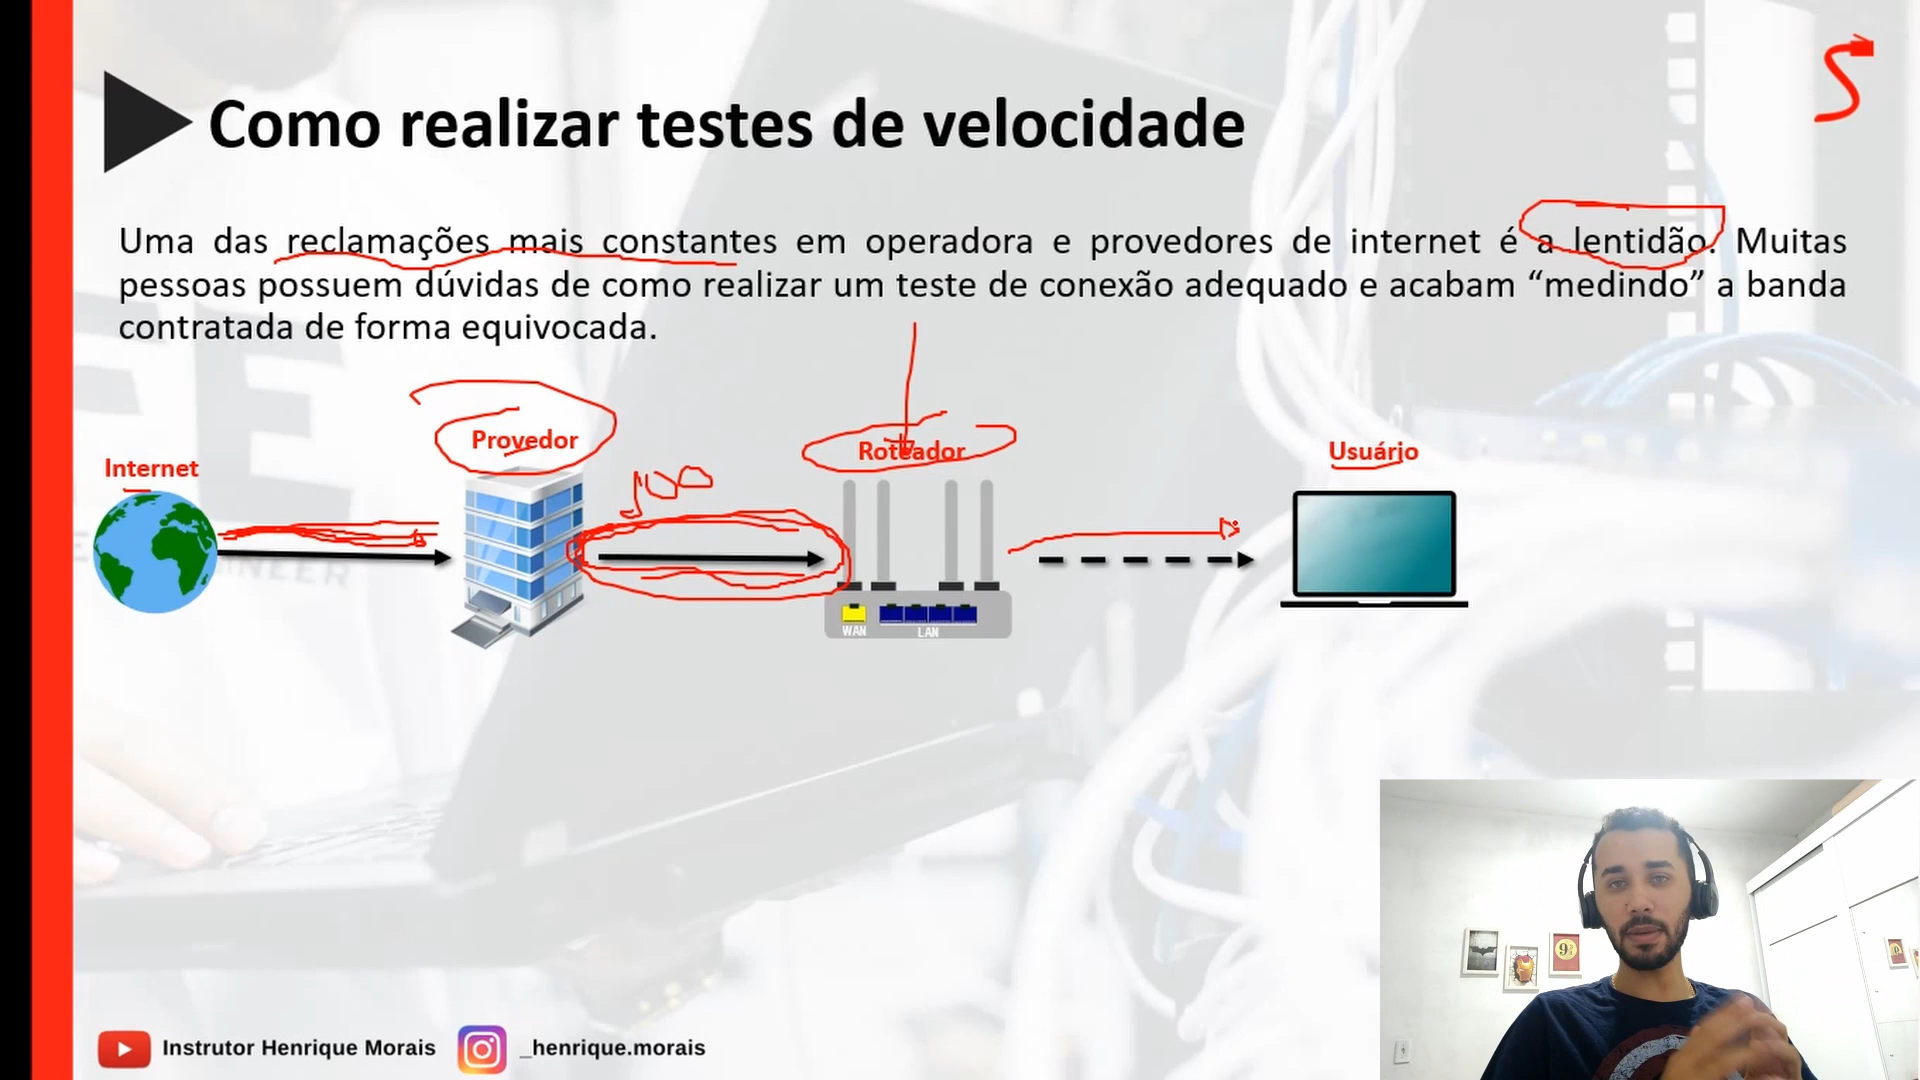 Como realizar testes de velocidade
Uma das reclamações mais constantes em operadora e provedores de internet é a lentidão. Muitas
pessoas possuem dúvidas de como realizar um teste de conexão adequado e acabam “medindo” a banda
contratada de forma equivocada.
Internet
Provedor
Roteador
Usuário
100
WAN
LAN
Instrutor Henrique Morais
_henrique.morais